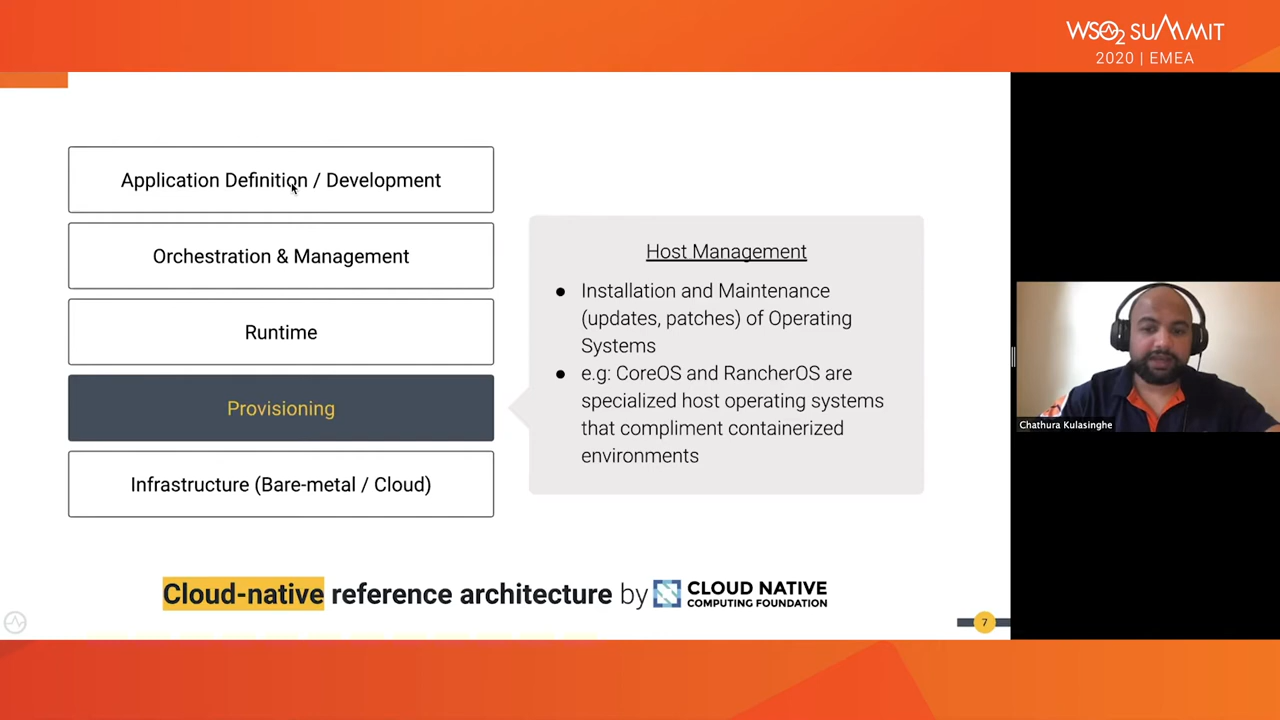 WSO2 SUMMIT
2020 | EMEA
Application Definition / Development
Orchestration & Management
Runtime
Provisioning
Infrastructure (Bare-metal / Cloud)
Host Management
● Installation and Maintenance
(updates, patches) of Operating
Systems
● e.g: CoreOS and RancherOS are
specialized host operating systems
that compliment containerized
environments
Chathura Kulasinghe
Cloud-native reference architecture by CLOUD NATIVE
COMPUTING FOUNDATION
7